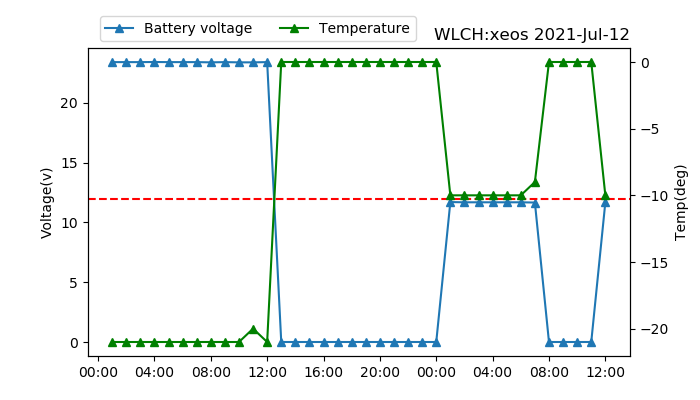 Battery voltage Temperature
WLCH:xeos 2021-Jul-12
Voltage(v)
20
15
10
5
0
0
−5
−10
−15
−20
Temp(deg)
00:00 04:00 08:00 12:00 16:00 20:00 00:00 04:00 08:00 12:00